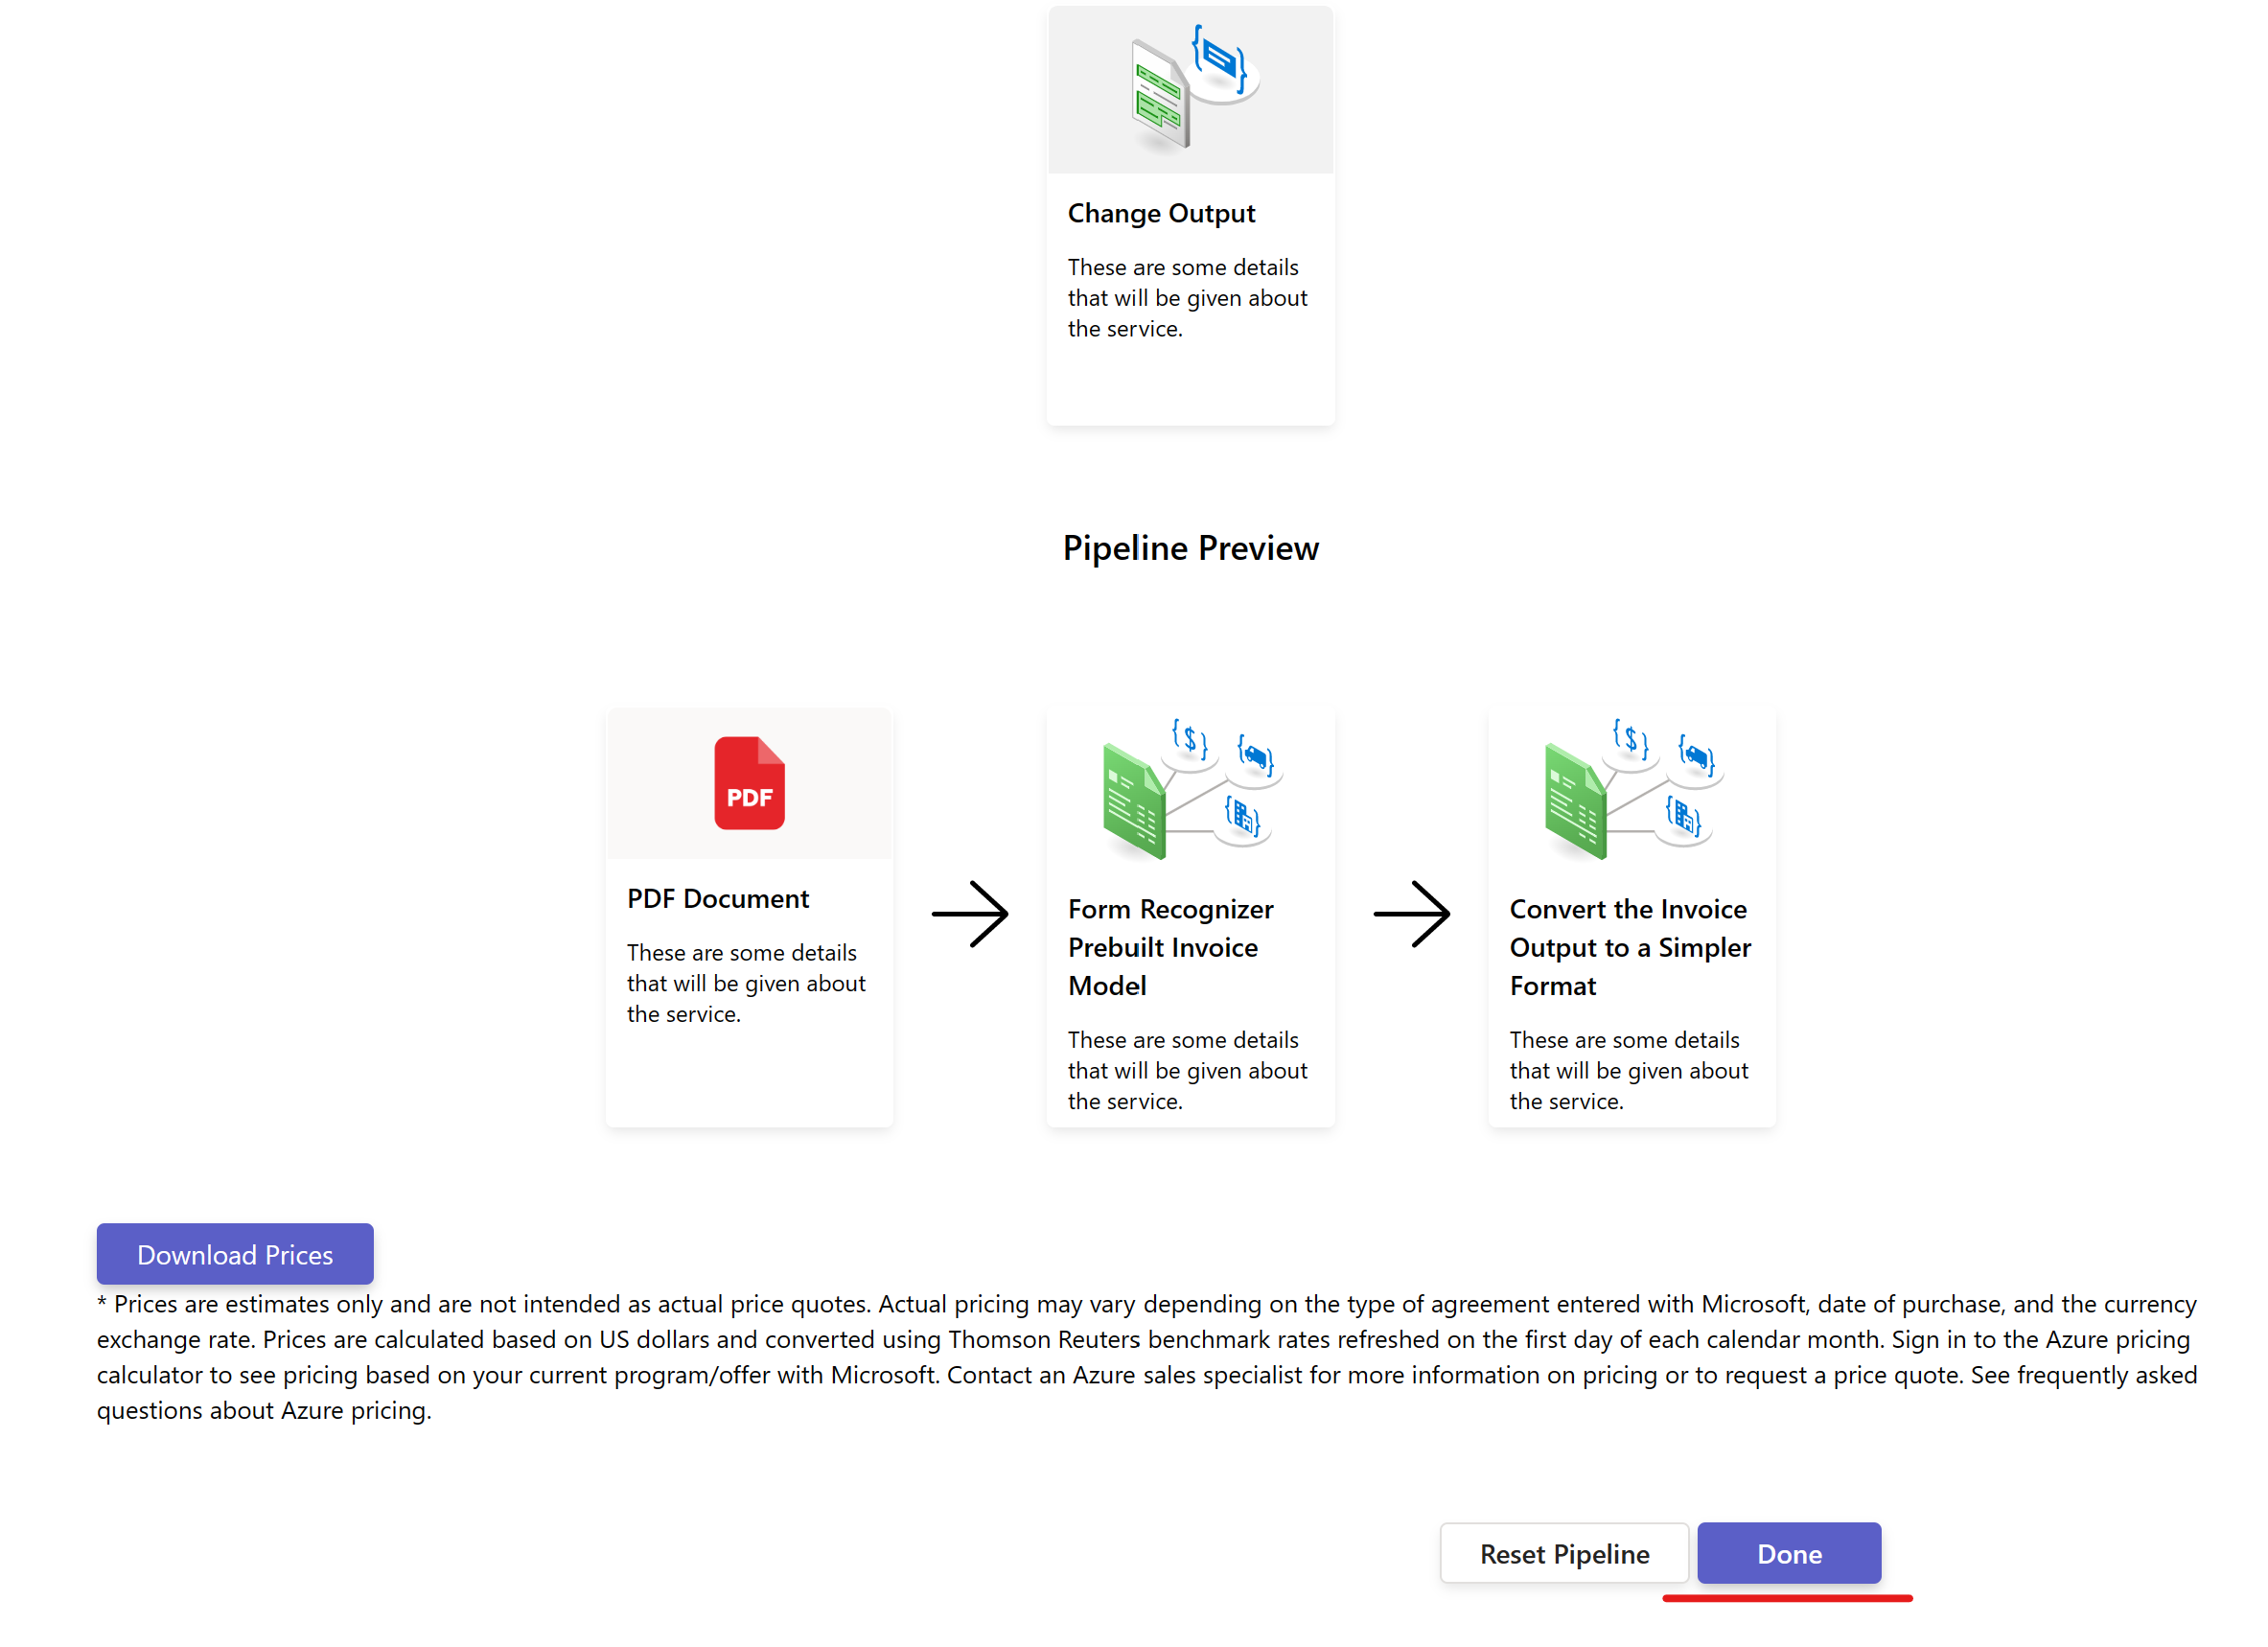 Change Output
These are some details
that will be given about
the service.
Pipeline Preview
PDF
PDF Document
These are some details
that will be given about
the service.
$
Form Recognizer
Prebuilt Invoice
Model
These are some details
that will be given about
the service.
$
Convert the Invoice
Output to a Simpler
Format
These are some details
that will be given about
the service.
Download Prices
* Prices are estimates only and are not intended as actual price quotes. Actual pricing may vary depending on the type of agreement entered with Microsoft, date of purchase, and the currency
exchange rate. Prices are calculated based on US dollars and converted using Thomson Reuters benchmark rates refreshed on the first day of each calendar month. Sign in to the Azure pricing
calculator to see pricing based on your current program/offer with Microsoft. Contact an Azure sales specialist for more information on pricing or to request a price quote. See frequently asked
questions about Azure pricing.
Reset Pipeline
Done